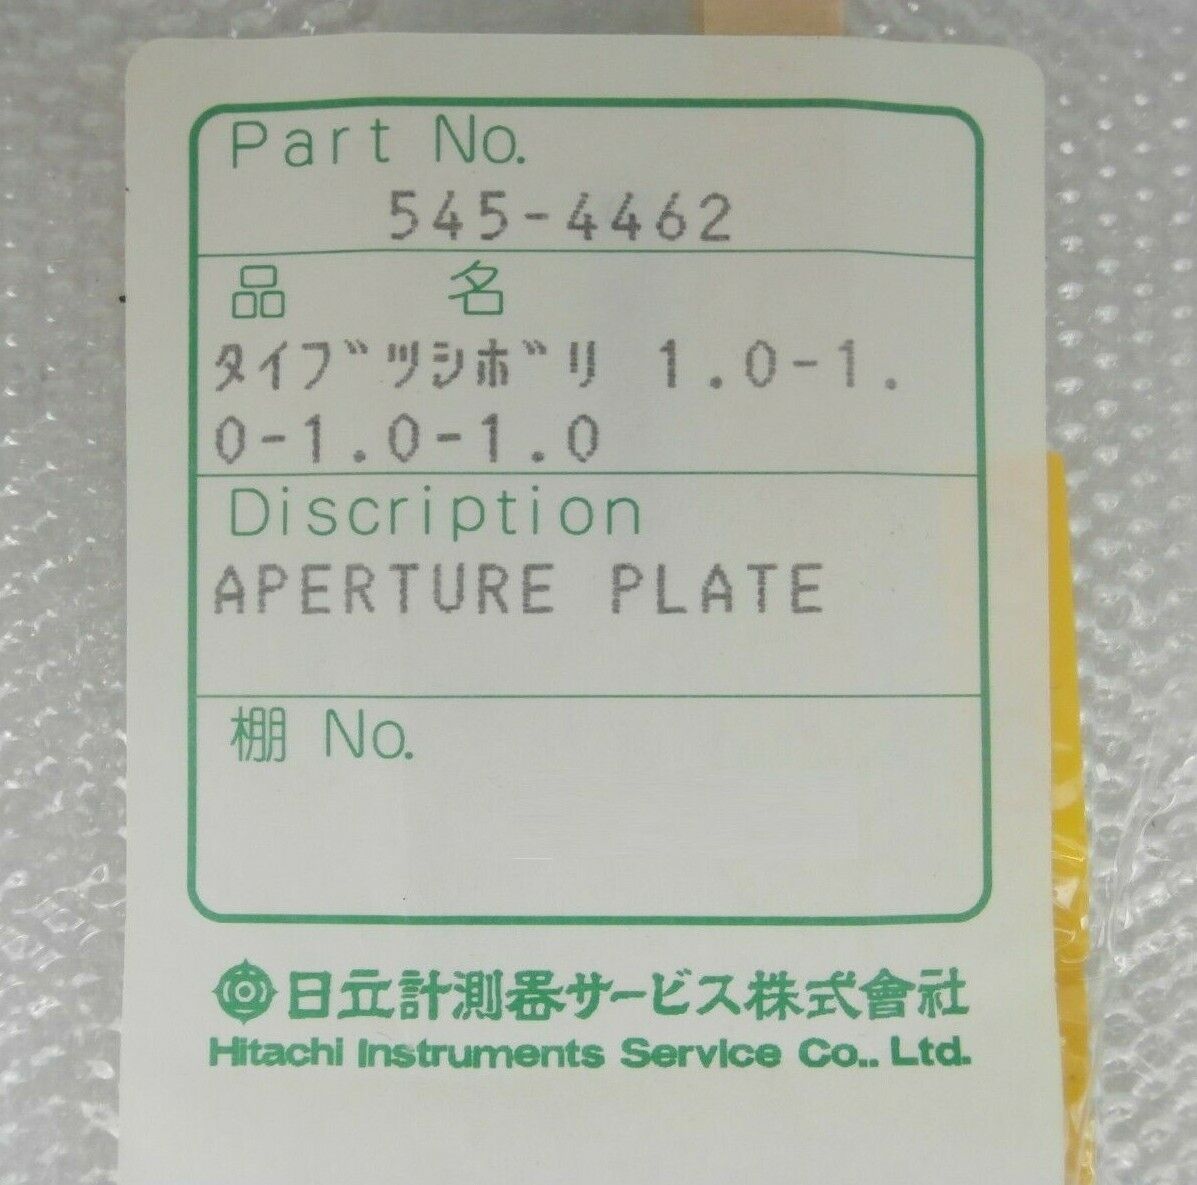 Part No.
545-4462
品 名
タイブﾞツシボﾞリ 1.0-1.
0-1.0-1.0
Discription
APERTURE PLATE
棚 No.
日立計測器サービス株式會社
Hitachi Instruments Service Co., Ltd.